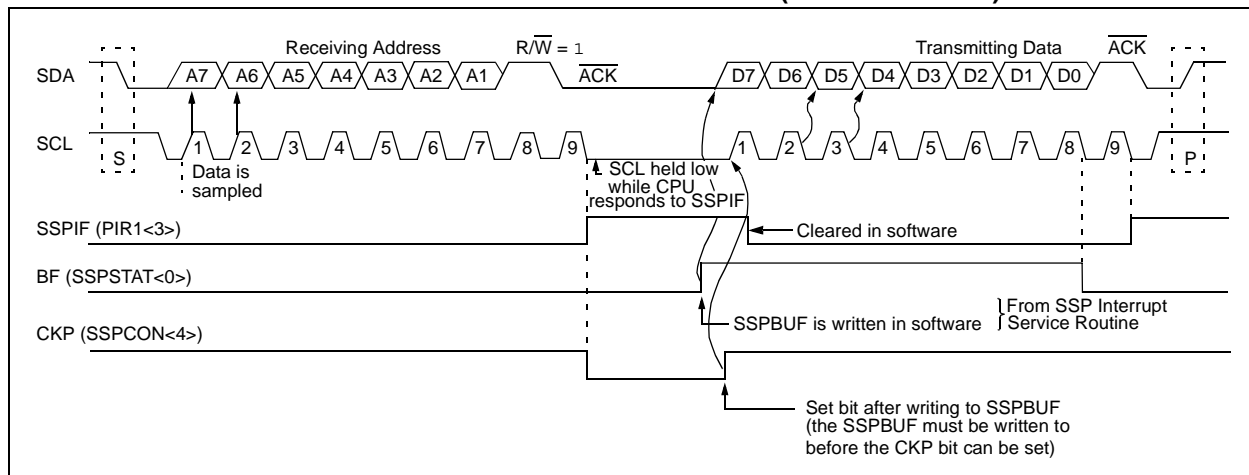 Receiving Address R/W = 1 Transmitting Data ACK
SDA A7 A6 A5 A4 A3 A2 A1 ACK D7 D6 D5 D4 D3 D2 D1 D0
SCL S 1 2 3 4 5 6 7 8 9 1 2 3 4 5 6 7 8 9 P
Data is
sampled
SCL held low
while CPU
responds to SSPIF
SSPIF (PIR1<3>)
Cleared in software
BF (SSPSTAT<0>)
SSPBUF is written in software
From SSP Interrupt
Service Routine
CKP (SSPCON<4>)
Set bit after writing to SSPBUF
(the SSPBUF must be written to
before the CKP bit can be set)